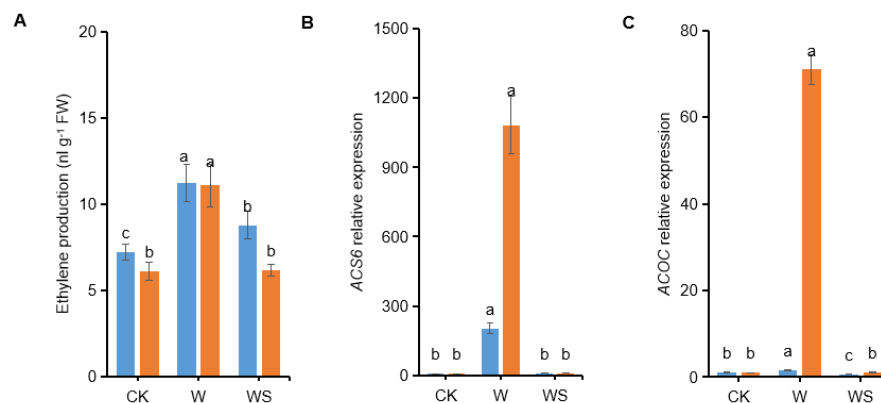 A
Ethylene production (nl g⁻¹ FW)
20
15
10
5
0
c
b
a
a
b
b
CK
W
WS
B
ACS6 relative expression
1500
1200
900
600
300
0
b
b
a
a
b
b
CK
W
WS
C
ACOC relative expression
80
60
40
20
0
b
b
a
a
c
b
CK
W
WS